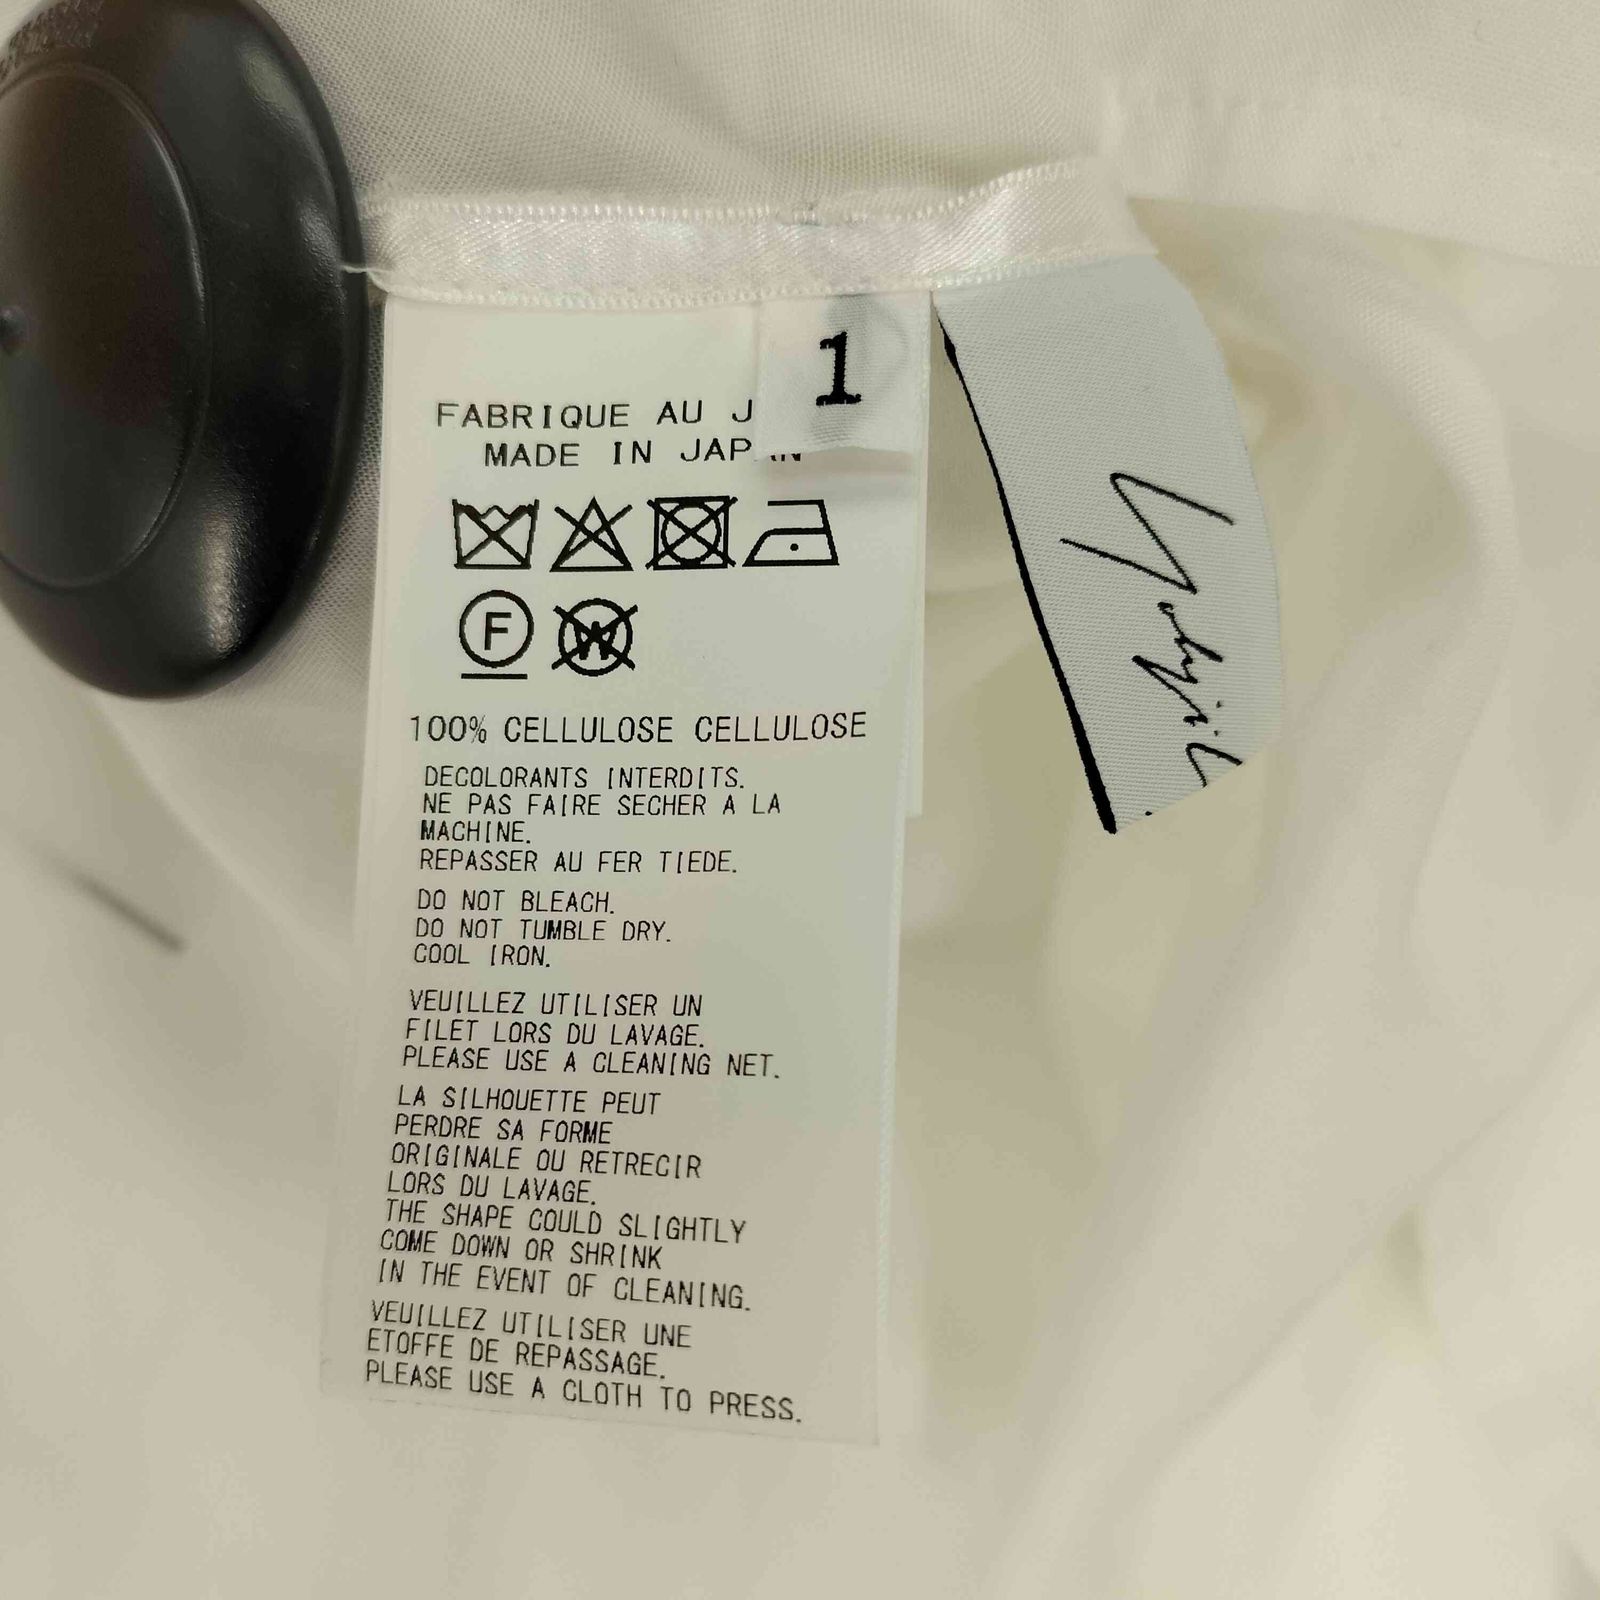 1
FABRIQUE AU J
MADE IN JAPAN
F
W
100% CELLULOSE CELLULOSE
DECOLORANTS INTERDITS.
NE PAS FAIRE SECHER A LA
MACHINE.
REPASSER AU FER TIEDE.
DO NOT BLEACH.
DO NOT TUMBLE DRY.
COOL IRON.
VEUILLEZ UTILISER UN
FILET LORS DU LAVAGE.
PLEASE USE A CLEANING NET.
LA SILHOUETTE PEUT
PERDRE SA FORME
ORIGINALE OU RETRECIR
LORS DU LAVAGE.
THE SHAPE COULD SLIGHTLY
COME DOWN OR SHRINK
IN THE EVENT OF CLEANING.
VEUILLEZ UTILISER UNE
ETOFFE DE REPASSAGE.
PLEASE USE A CLOTH TO PRESS.